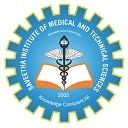 SAVEETHA INSTITUTE OF MEDICAL AND TECHNICAL SCIENCES
2005
Knowledge Conquers All